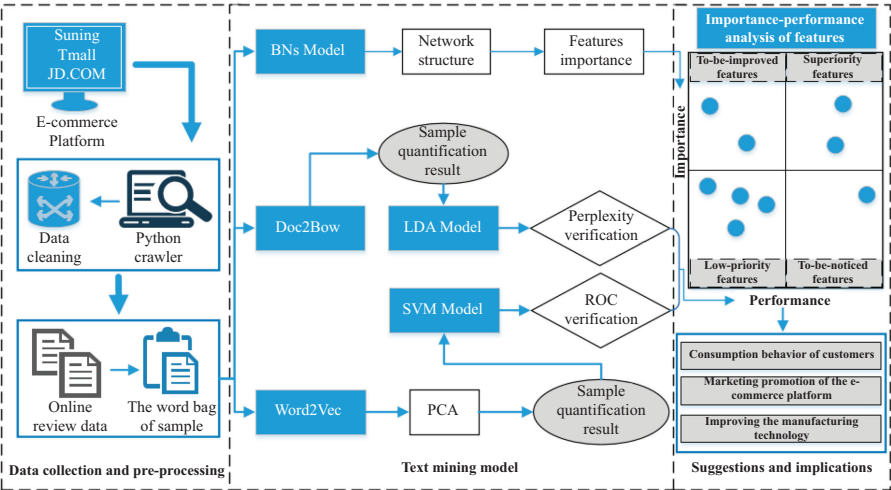 Suning
Tmall
JD.COM
E-commerce
Platform
Data
cleaning
Python
crawler
Online
review data
The word bag
of sample
Data collection and pre-processing
BNs Model
Network
structure
Features
importance
Sample
quantification
result
Doc2Bow
LDA Model
Perplexity
verification
SVM Model
ROC
verification
Word2Vec
PCA
Sample
quantification
result
Text mining model
Importance-performance
analysis of features
To-be-improved
features
Superiority
features
Importance
Low-priority
features
To-be-noticed
features
Performance
Consumption behavior of customers
Marketing promotion of the e-
commerce platform
Improving the manufacturing
technology
Suggestions and implications